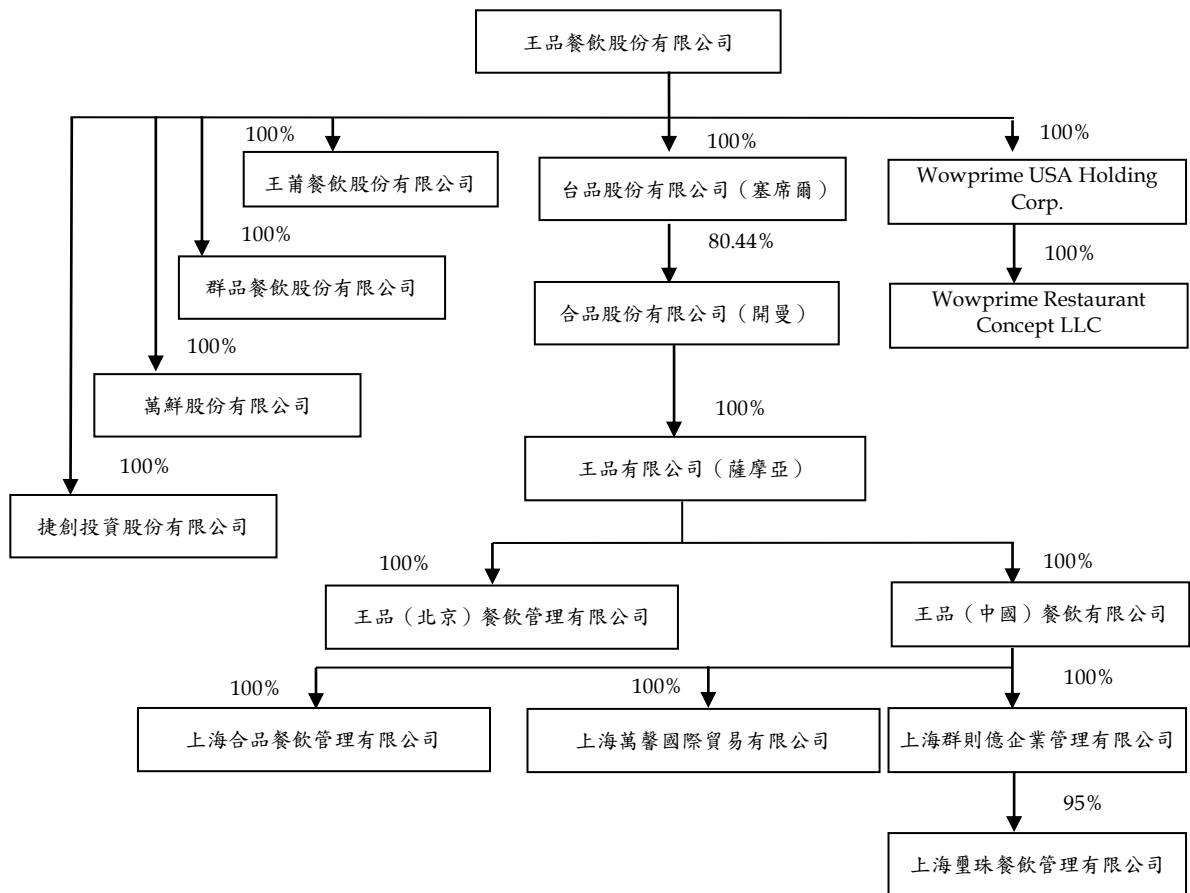 王品餐飲股份有限公司
100%
100%
100%
王莆餐飲股份有限公司
台品股份有限公司（塞席爾）
Wowprime USA Holding
Corp.
100%
80.44%
100%
群品餐飲股份有限公司
合品股份有限公司（開曼）
Wowprime Restaurant
Concept LLC
100%
萬鮮股份有限公司
100%
100%
王品有限公司（薩摩亞）
捷創投資股份有限公司
100%
100%
王品（北京）餐飲管理有限公司
王品（中國）餐飲有限公司
100%
100%
100%
上海合品餐飲管理有限公司
上海萬馨國際貿易有限公司
上海群則億企業管理有限公司
95%
上海璽珠餐飲管理有限公司